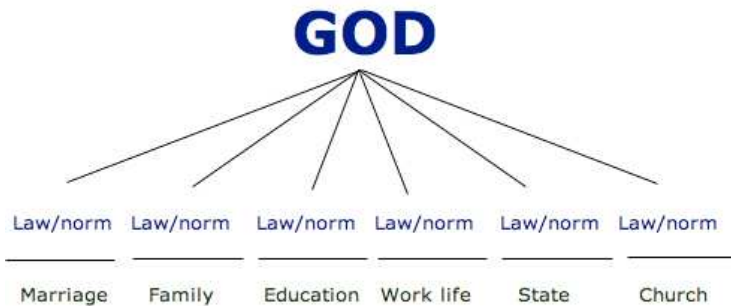 GOD
Law/norm Law/norm Law/norm Law/norm Law/norm Law/norm
Marriage Family Education Work life State Church